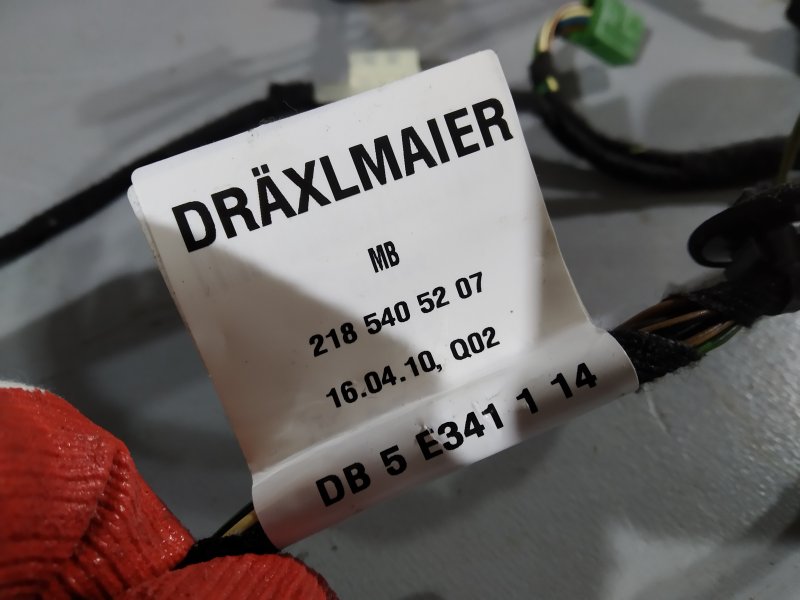 DRÄXLMAIER
MB
218 540 52 07
16.04.10, Q02
DB 5 E341 1 14